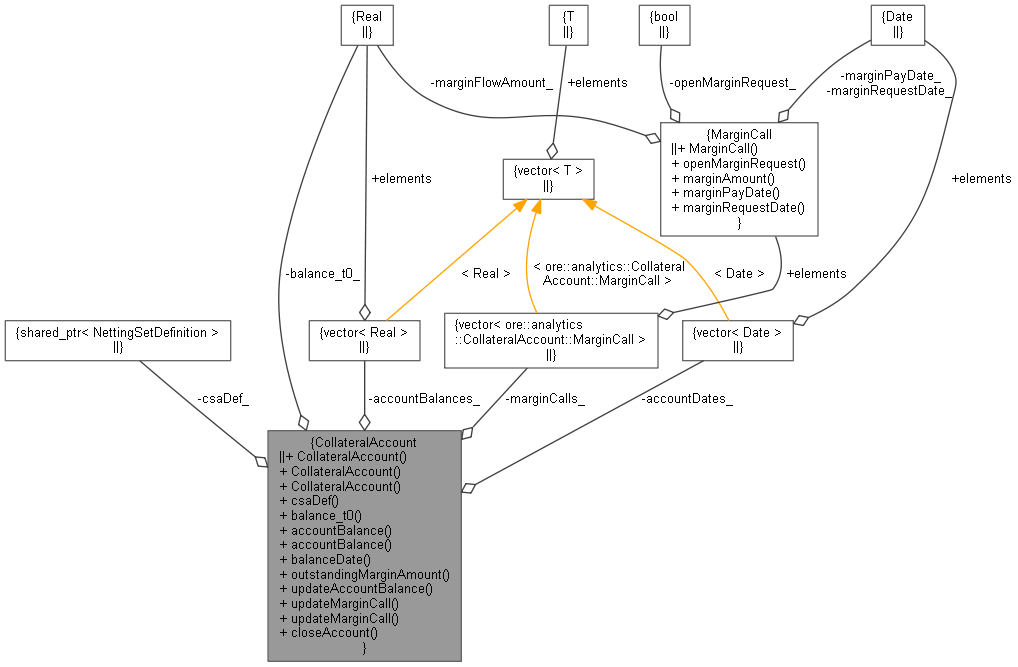 {Real
||}
{T
||}
{bool
||}
{Date
||}
-marginFlowAmount_
+elements
-openMarginRequest_
-marginPayDate_
-marginRequestDate_
{MarginCall
||+ MarginCall()
+ openMarginRequest()
+ marginAmount()
+ marginPayDate()
+ marginRequestDate()
}
{vector< T >
||}
+elements
+elements
-balance_t0_
< Real >
< ore::analytics::Collateral
Account::MarginCall >
< Date >
+elements
{shared_ptr< NettingSetDefinition >
||}
{vector< Real >
||}
{vector< ore::analytics
::CollateralAccount::MarginCall >
||}
{vector< Date >
||}
-csaDef_
-accountBalances_
-marginCalls_
-accountDates_
{CollateralAccount
||+ CollateralAccount()
+ CollateralAccount()
+ CollateralAccount()
+ csaDef()
+ balance_t0()
+ accountBalance()
+ accountBalance()
+ balanceDate()
+ outstandingMarginAmount()
+ updateAccountBalance()
+ updateMarginCall()
+ updateMarginCall()
+ closeAccount()
}